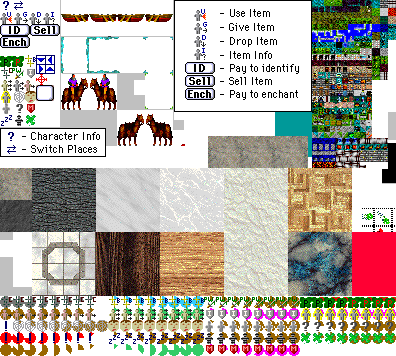 ? U G D I
ID Sell
Ench
U - Use Item
G - Give Item
D - Drop Item
I - Item Info
ID - Pay to identify
Sell - Sell Item
Ench - Pay to enchant
? - Character Info
- Switch Places